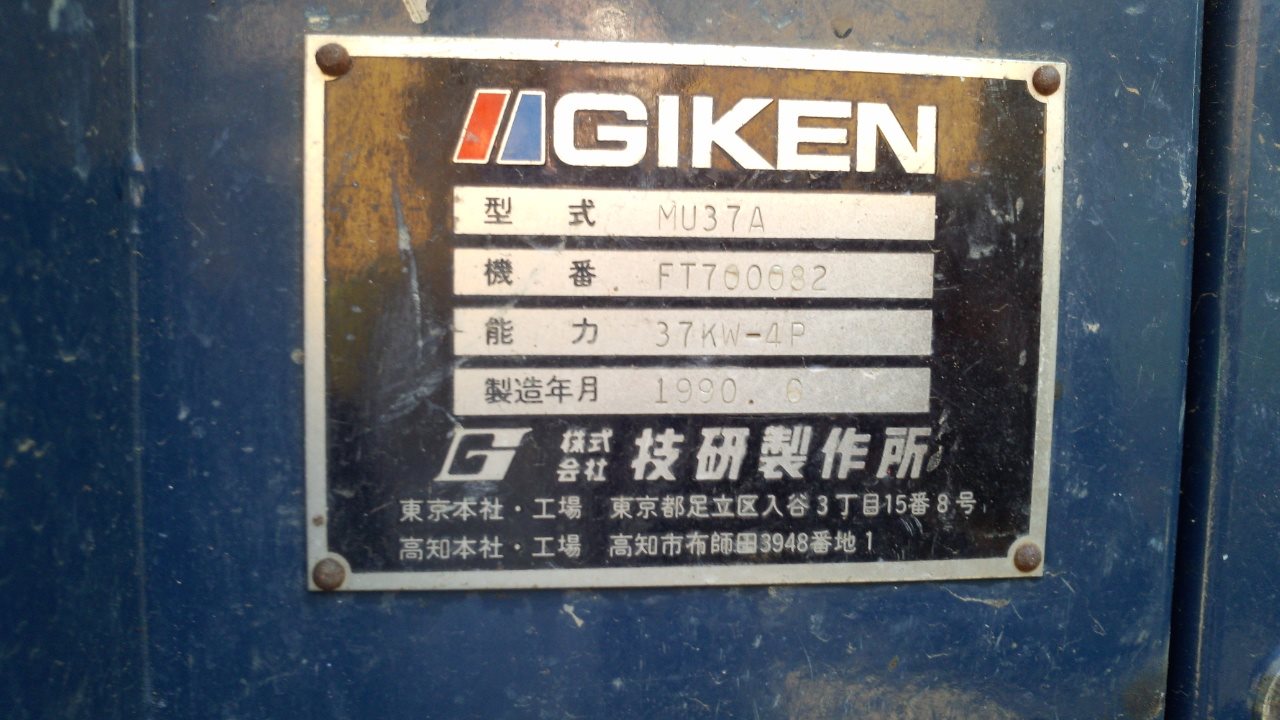 GIKEN
型式 MU37A
機番 FT700082
能力 37KW-4P
製造年月 1990. 6
G 株式会社 技研製作所
東京本社・工場 東京都足立区入谷3丁目15番8号
高知本社・工場 高知市布師田3948番地1